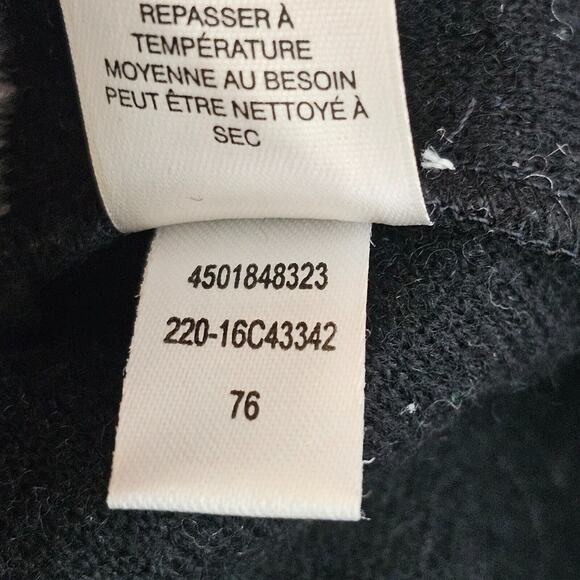 REPASSER À
TEMPÉRATURE
MOYENNE AU BESOIN
PEUT ÊTRE NETTOYÉ À
SEC
4501848323
220-16C43342
76